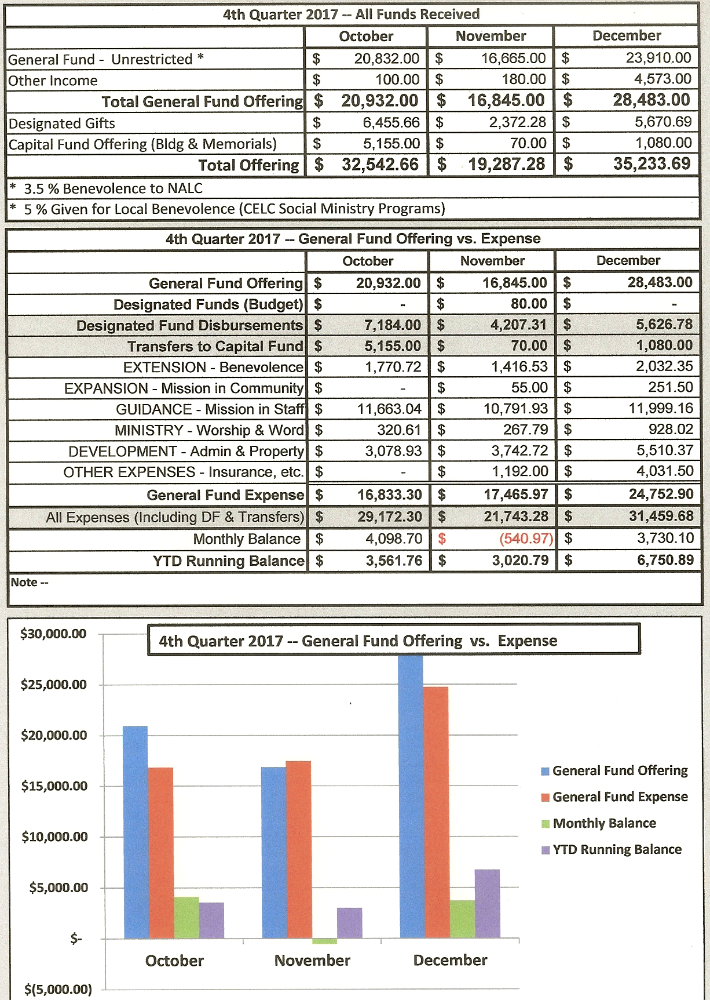 4th Quarter 2017 -- All Funds Received
October November December
General Fund - Unrestricted * $ 20,832.00 $ 16,665.00 $ 23,910.00
Other Income $ 100.00 $ 180.00 $ 4,573.00
Total General Fund Offering $ 20,932.00 $ 16,845.00 $ 28,483.00
Designated Gifts $ 6,455.66 $ 2,372.28 $ 5,670.69
Capital Fund Offering (Bldg & Memorials) $ 5,155.00 $ 70.00 $ 1,080.00
Total Offering $ 32,542.66 $ 19,287.28 $ 35,233.69
* 3.5 % Benevolence to NALC
* 5 % Given for Local Benevolence (CELC Social Ministry Programs)
4th Quarter 2017 -- General Fund Offering vs. Expense
October November December
General Fund Offering $ 20,932.00 $ 16,845.00 $ 28,483.00
Designated Funds (Budget) $ - $ 80.00 $ -
Designated Fund Disbursements $ 7,184.00 $ 4,207.31 $ 5,626.78
Transfers to Capital Fund $ 5,155.00 $ 70.00 $ 1,080.00
EXTENSION - Benevolence $ 1,770.72 $ 1,416.53 $ 2,032.35
EXPANSION - Mission in Community $ - $ 55.00 $ 251.50
GUIDANCE - Mission in Staff $ 11,663.04 $ 10,791.93 $ 11,999.16
MINISTRY - Worship & Word $ 320.61 $ 267.79 $ 928.02
DEVELOPMENT - Admin & Property $ 3,078.93 $ 3,742.72 $ 5,510.37
OTHER EXPENSES - Insurance, etc. $ - $ 1,192.00 $ 4,031.50
General Fund Expense $ 16,833.30 $ 17,465.97 $ 24,752.90
All Expenses (Including DF & Transfers) $ 29,172.30 $ 21,743.28 $ 31,459.68
Monthly Balance $ 4,098.70 $ (540.97) $ 3,730.10
YTD Running Balance $ 3,561.76 $ 3,020.79 $ 6,750.89
Note --
4th Quarter 2017 -- General Fund Offering vs. Expense
$30,000.00
$25,000.00
$20,000.00
$15,000.00
$10,000.00
$5,000.00
$-
$(5,000.00)
October November December
General Fund Offering
General Fund Expense
Monthly Balance
YTD Running Balance